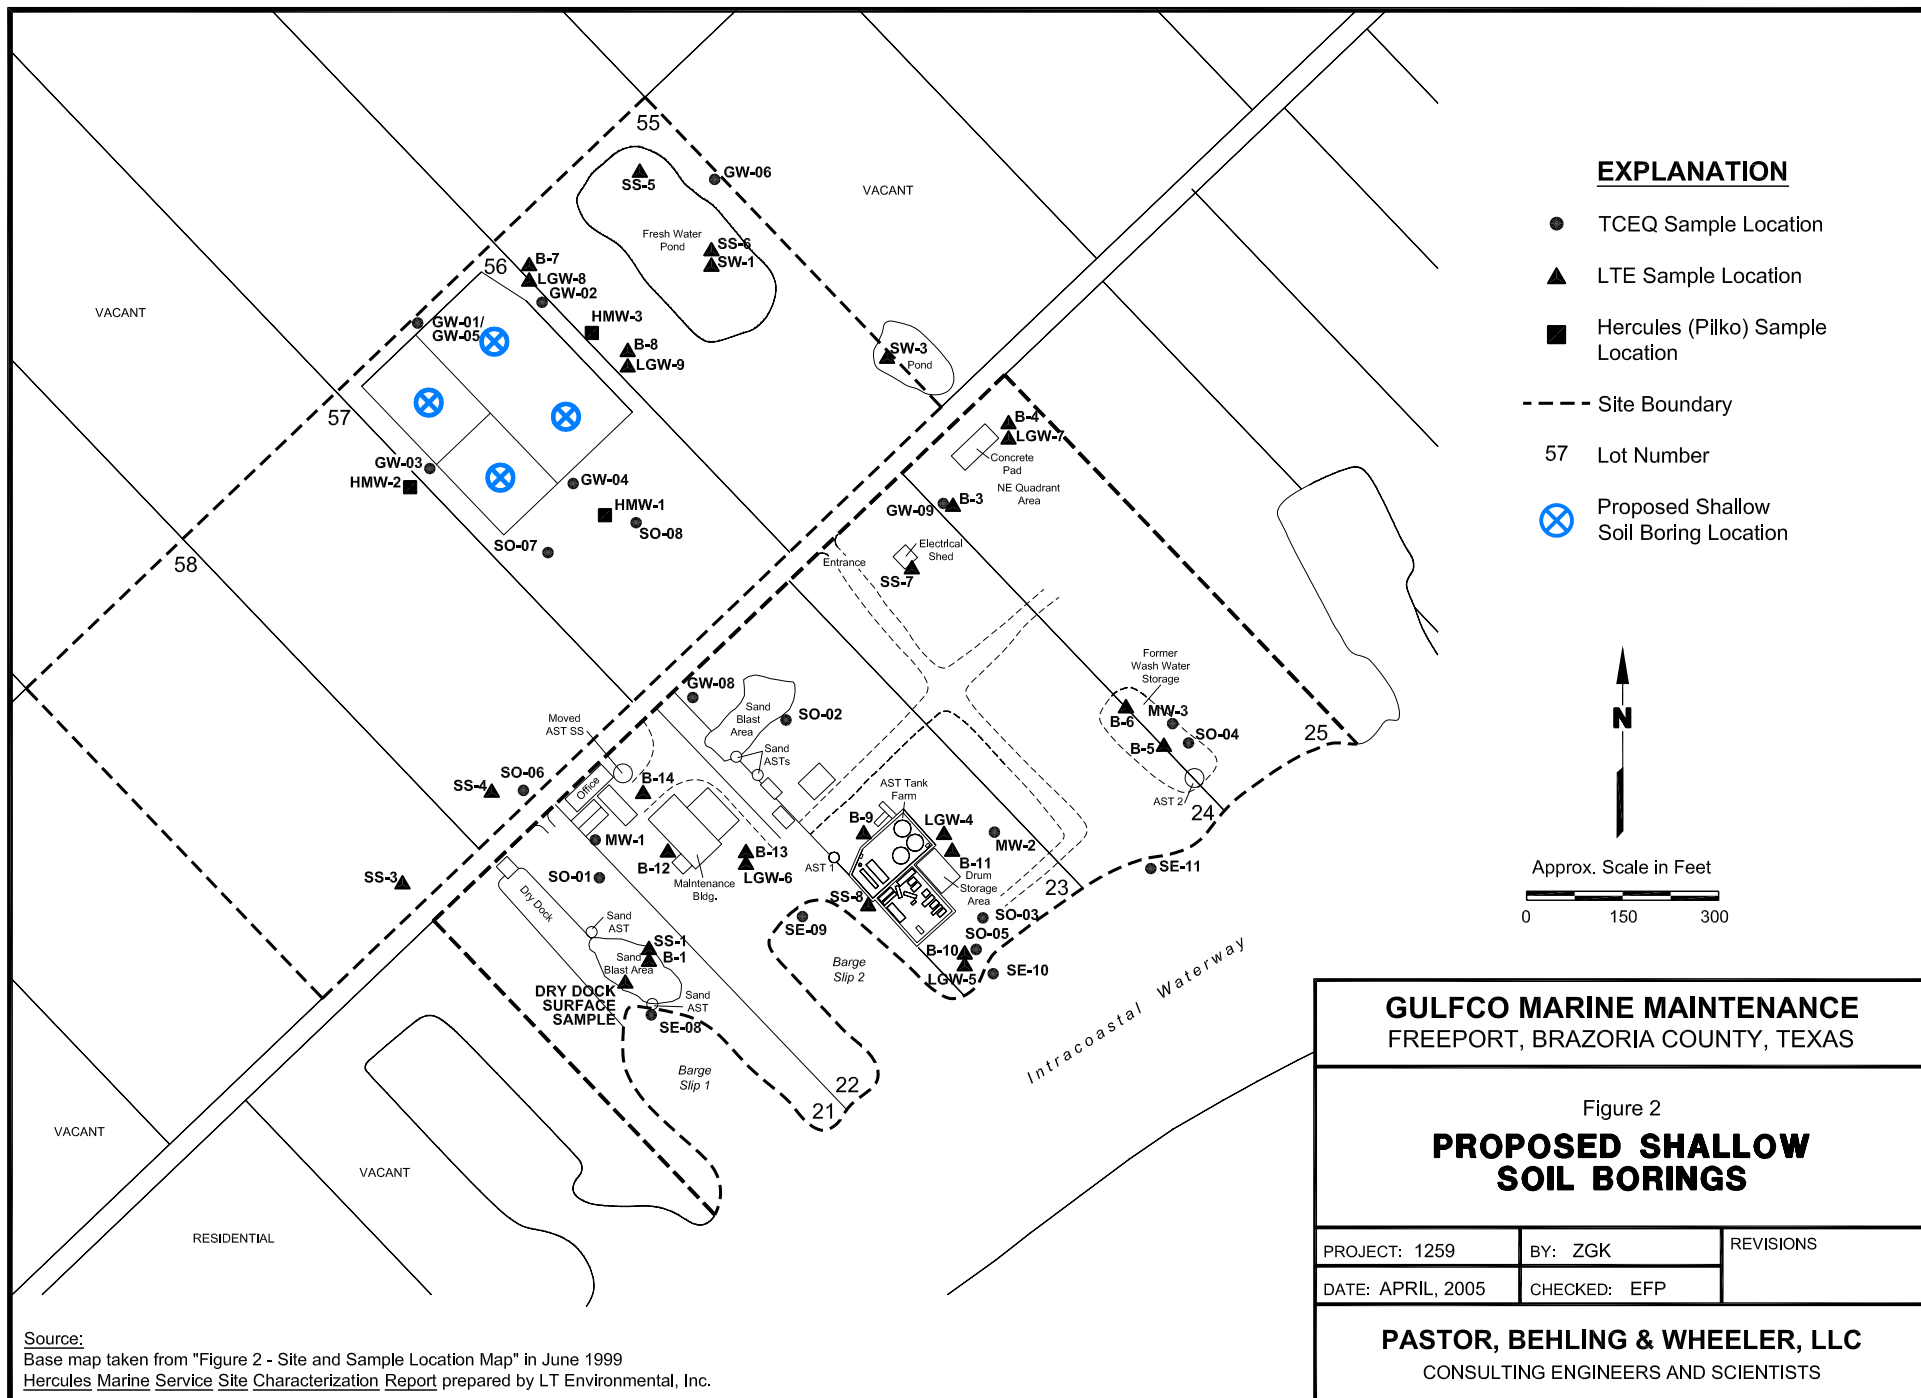 55
GW-06
SS-5
VACANT
Fresh Water
Pond
SS-6
SW-1
56
B-7
LGW-8
GW-02
VACANT
GW-01/
GW-05
HMW-3
B-8
LGW-9
SW-3
Pond
57
B-4
LGW-7
Concrete
Pad
NE Quadrant
Area
GW-03
HMW-2
GW-04
HMW-1
SO-08
SO-07
GW-09
B-3
Electrical
Shed
SS-7
Entrance
58
Former
Wash Water
Storage
GW-08
Sand
Blast
Area
SO-02
Moved
AST SS
Sand
ASTs
B-6
MW-3
SO-04
B-5
25
AST 2
24
SS-4
SO-06
Office
B-14
AST Tank
Farm
B-9
LGW-4
MW-2
B-11
MW-1
B-12
B-13
LGW-6
AST 1
Drum
Storage
Area
23
SE-11
SS-3
SO-01
Maintenance
Bldg.
Dry Dock
SS-8
SE-09
SO-03
SO-05
B-10
LGW-5
SE-10
Sand
AST
SS-1
B-1
Sand
Blast Area
Barge
Slip 2
DRY DOCK
SURFACE
SAMPLE
Sand
AST
SE-08
Intracoastal Waterway
Barge
Slip 1
22
21
VACANT
VACANT
RESIDENTIAL
EXPLANATION
TCEQ Sample Location
LTE Sample Location
Hercules (Pilko) Sample
Location
Site Boundary
57 Lot Number
Proposed Shallow
Soil Boring Location
N
Approx. Scale in Feet
0 150 300
GULFCO MARINE MAINTENANCE
FREEPORT, BRAZORIA COUNTY, TEXAS
Figure 2
PROPOSED SHALLOW
SOIL BORINGS
PROJECT: 1259
BY: ZGK
REVISIONS
DATE: APRIL, 2005
CHECKED: EFP
PASTOR, BEHLING & WHEELER, LLC
CONSULTING ENGINEERS AND SCIENTISTS
Source:
Base map taken from "Figure 2 - Site and Sample Location Map" in June 1999
Hercules Marine Service Site Characterization Report prepared by LT Environmental, Inc.